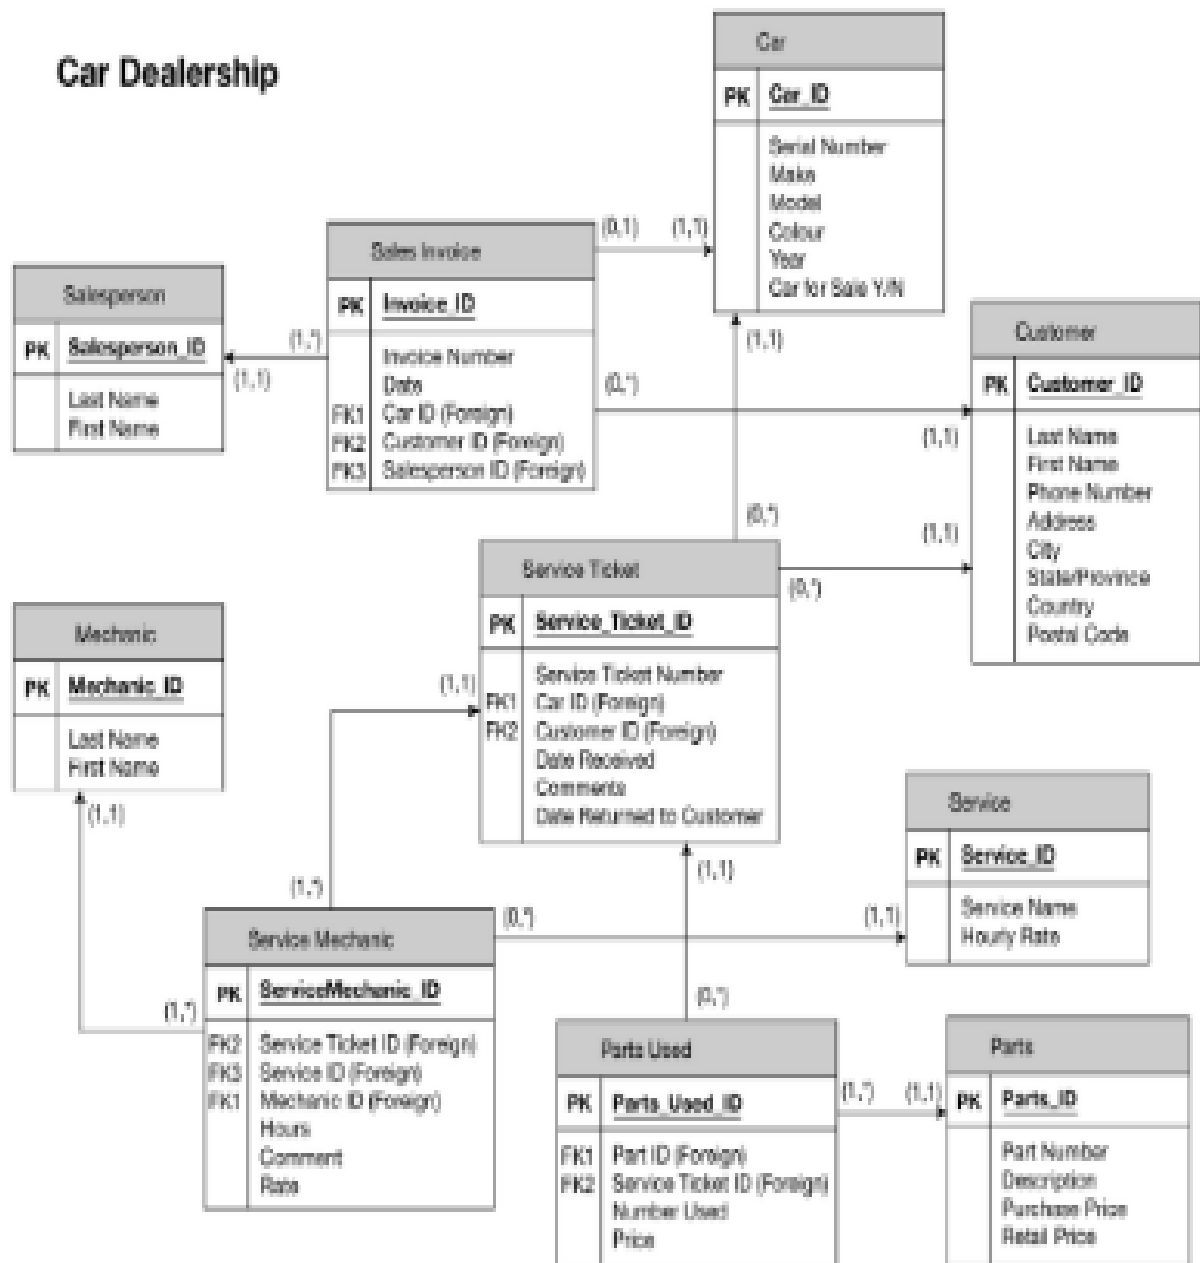 Car Dealership
Car
PK Car_ID
Serial Number
Make
Model
Colour
Year
Car for Sale Y/N
(0,1) (1,1)
Sales Invoice
PK Invoice_ID
Invoice Number
Date
FK1 Car ID (Foreign)
FK2 Customer ID (Foreign)
FK3 Salesperson ID (Foreign)
Salesperson
PK Salesperson_ID
Last Name
First Name
(1,*)
(1,1)
(0,*)
(1,1)
(1,1)
Customer
PK Customer_ID
Last Name
First Name
Phone Number
Address
City
State/Province
Country
Postal Code
(0,*)
(1,1)
(0,*)
Service Ticket
PK Service_Ticket_ID
Service Ticket Number
FK1 Car ID (Foreign)
FK2 Customer ID (Foreign)
Date Received
Comments
Date Returned to Customer
Mechanic
PK Mechanic_ID
Last Name
First Name
(1,1)
(1,1)
(1,*)
(1,*)
Service Mechanic
PK ServiceMechanic_ID
FK2 Service Ticket ID (Foreign)
FK3 Service ID (Foreign)
FK1 Mechanic ID (Foreign)
Hours
Comment
Rate
(0,*)
(1,1)
Service
PK Service_ID
Service Name
Hourly Rate
(1,1)
(0,*)
Parts Used
PK Parts_Used_ID
FK1 Part ID (Foreign)
FK2 Service Ticket ID (Foreign)
Number Used
Price
(1,*) (1,1)
Parts
PK Parts_ID
Part Number
Description
Purchase Price
Retail Price